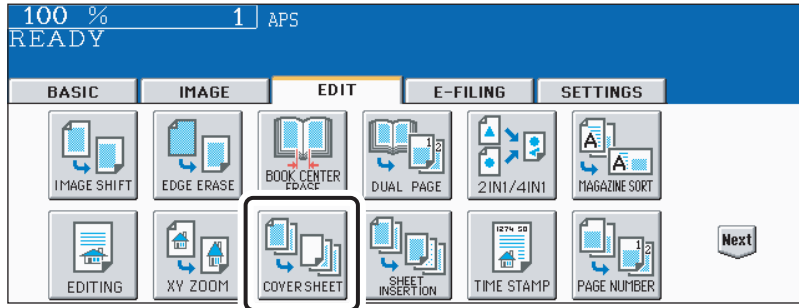 100 % 1 APS
READY
BASIC IMAGE EDIT E-FILING SETTINGS
IMAGE SHIFT EDGE ERASE BOOK CENTER ERASE DUAL PAGE 2IN1/4IN1 MAGAZINE SORT
EDITING XY ZOOM COVER SHEET SHEET INSERTION TIME STAMP PAGE NUMBER Next